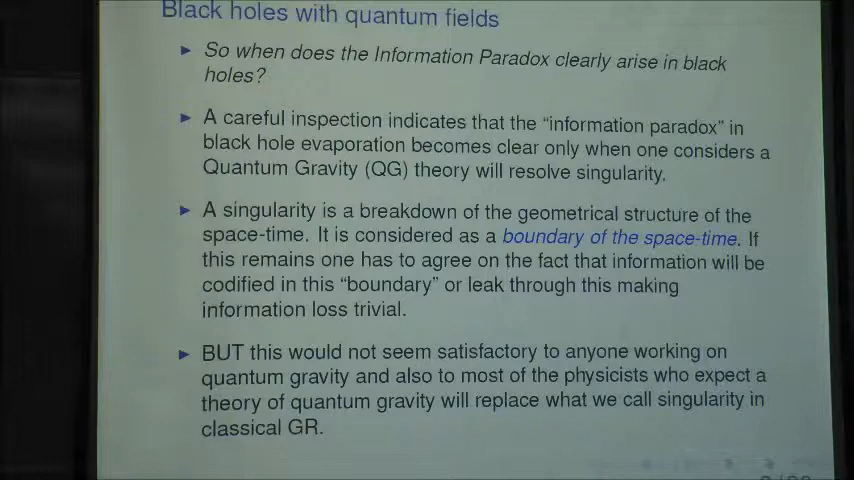 Black holes with quantum fields
► So when does the Information Paradox clearly arise in black
holes?
► A careful inspection indicates that the “information paradox” in
black hole evaporation becomes clear only when one considers a
Quantum Gravity (QG) theory will resolve singularity.
► A singularity is a breakdown of the geometrical structure of the
space-time. It is considered as a boundary of the space-time. If
this remains one has to agree on the fact that information will be
codified in this “boundary” or leak through this making
information loss trivial.
► BUT this would not seem satisfactory to anyone working on
quantum gravity and also to most of the physicists who expect a
theory of quantum gravity will replace what we call singularity in
classical GR.